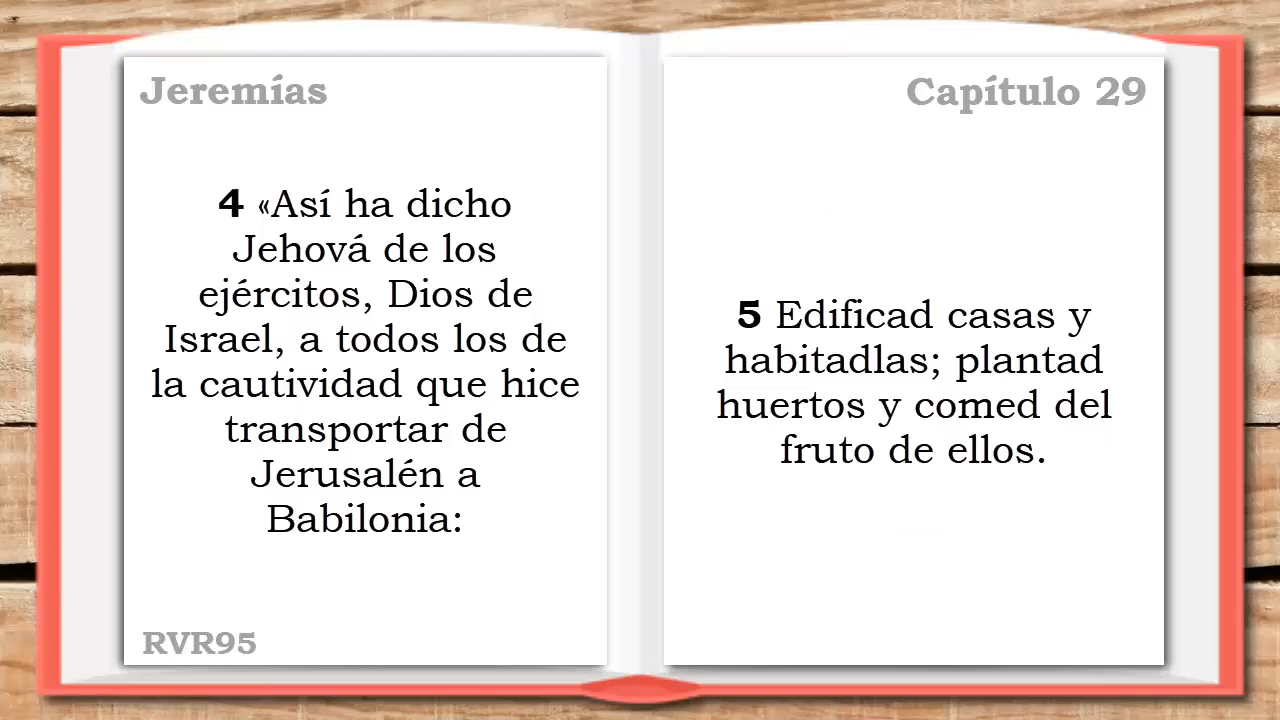 Jeremías
4 «Así ha dicho
Jehová de los
ejércitos, Dios de
Israel, a todos los de
la cautividad que hice
transportar de
Jerusalén a
Babilonia:
RVR95
Capítulo 29
5 Edificad casas y
habitadlas; plantad
huertos y comed del
fruto de ellos.